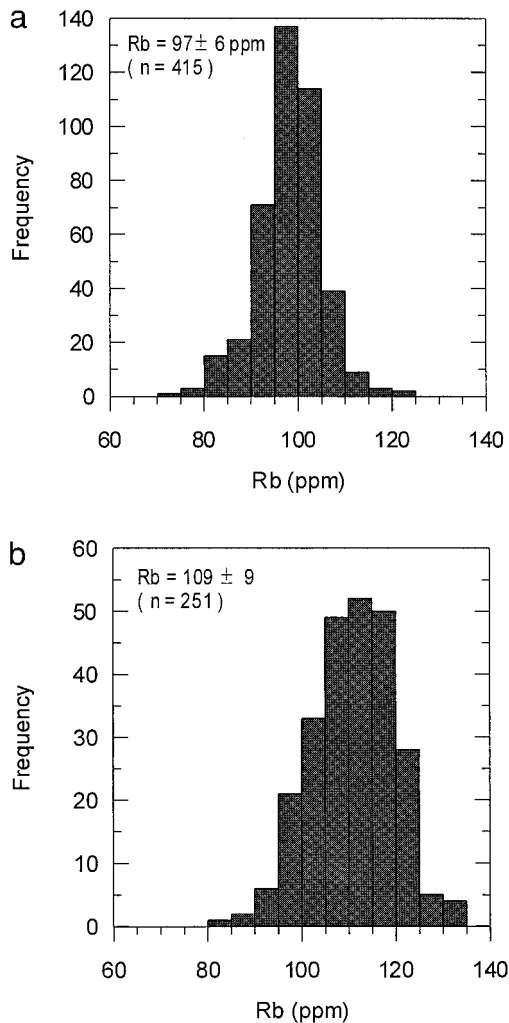 a
Rb = 97 ± 6 ppm
( n = 415 )
140
120
100
80
60
40
20
0
Frequency
60 80 100 120 140
Rb (ppm)
b
Rb = 109 ± 9
( n = 251 )
60
50
40
30
20
10
0
Frequency
60 80 100 120 140
Rb (ppm)